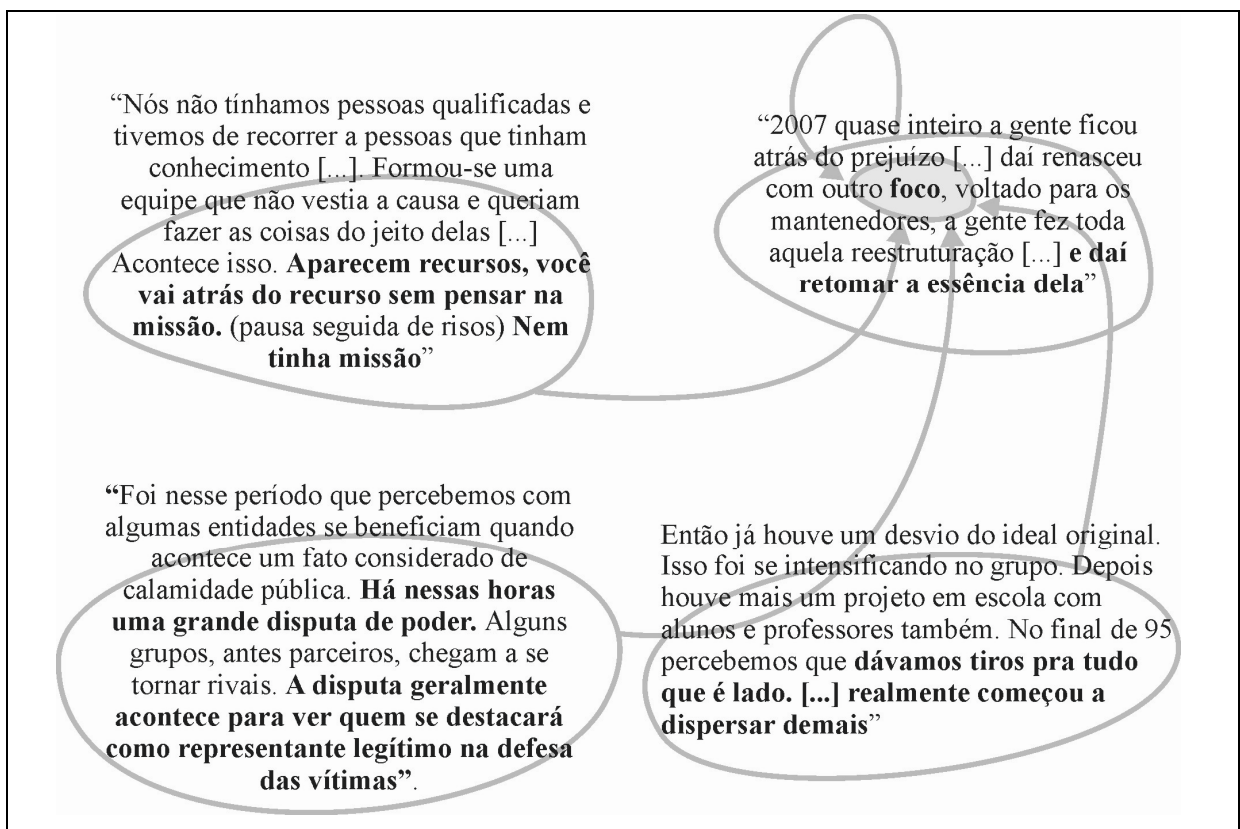 “Nós não tínhamos pessoas qualificadas e
tivemos de recorrer a pessoas que tinham
conhecimento [...]. Formou-se uma
equipe que não vestia a causa e queriam
fazer as coisas do jeito delas [...]
Acontece isso. Aparecem recursos, você
vai atrás do recurso sem pensar na
missão. (pausa seguida de risos) Nem
tinha missão”
“2007 quase inteiro a gente ficou
atrás do prejuízo [...] daí renasceu
com outro foco, voltado para os
mantenedores, a gente fez toda
aquela reestruturação [...] e daí
retomar a essência dela”
“Foi nesse período que percebemos com
algumas entidades se beneficiam quando
acontece um fato considerado de
calamidade pública. Há nessas horas
uma grande disputa de poder. Alguns
grupos, antes parceiros, chegam a se
tornar rivais. A disputa geralmente
acontece para ver quem se destacará
como representante legítimo na defesa
das vítimas”.
Então já houve um desvio do ideal original.
Isso foi se intensificando no grupo. Depois
houve mais um projeto em escola com
alunos e professores também. No final de 95
percebemos que dávamos tiros pra tudo
que é lado. [...] realmente começou a
dispersar demais”